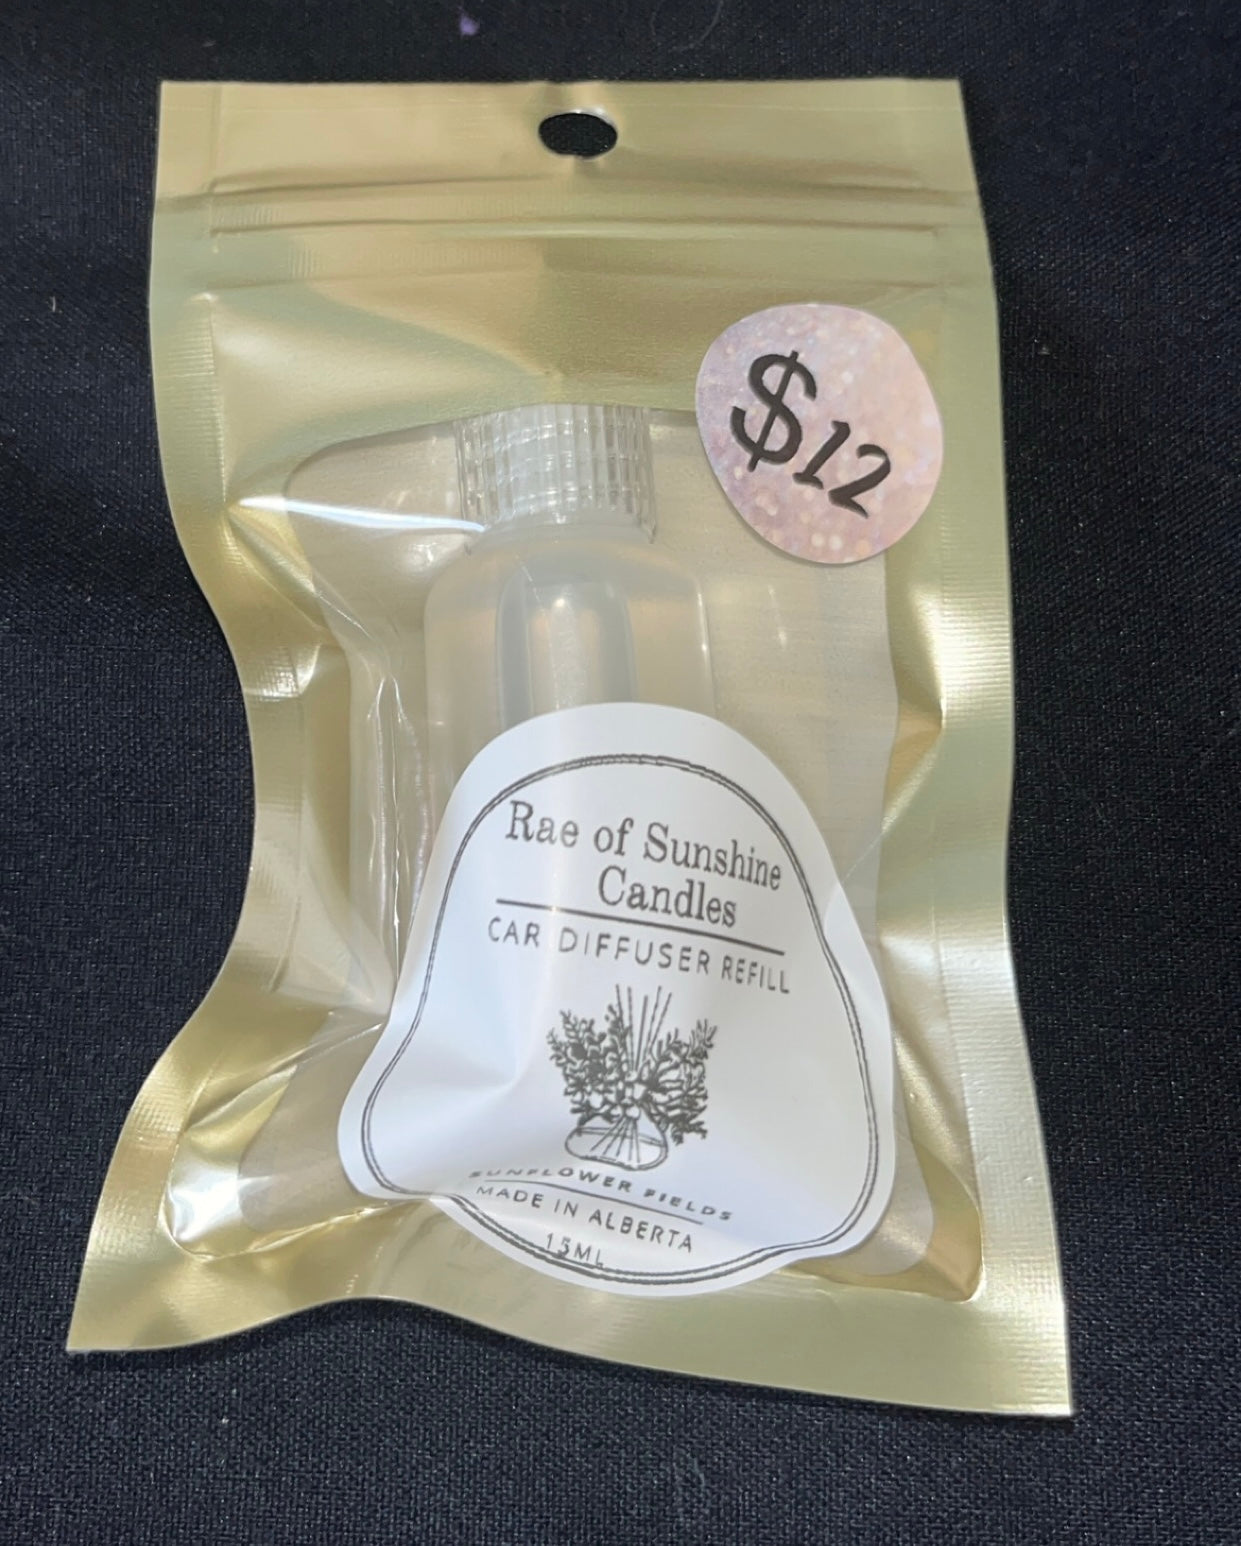 $12
Rae of Sunshine
Candles
CAR DIFFUSER REFILL
SUNFLOWER FIELDS
MADE IN ALBERTA
15ML